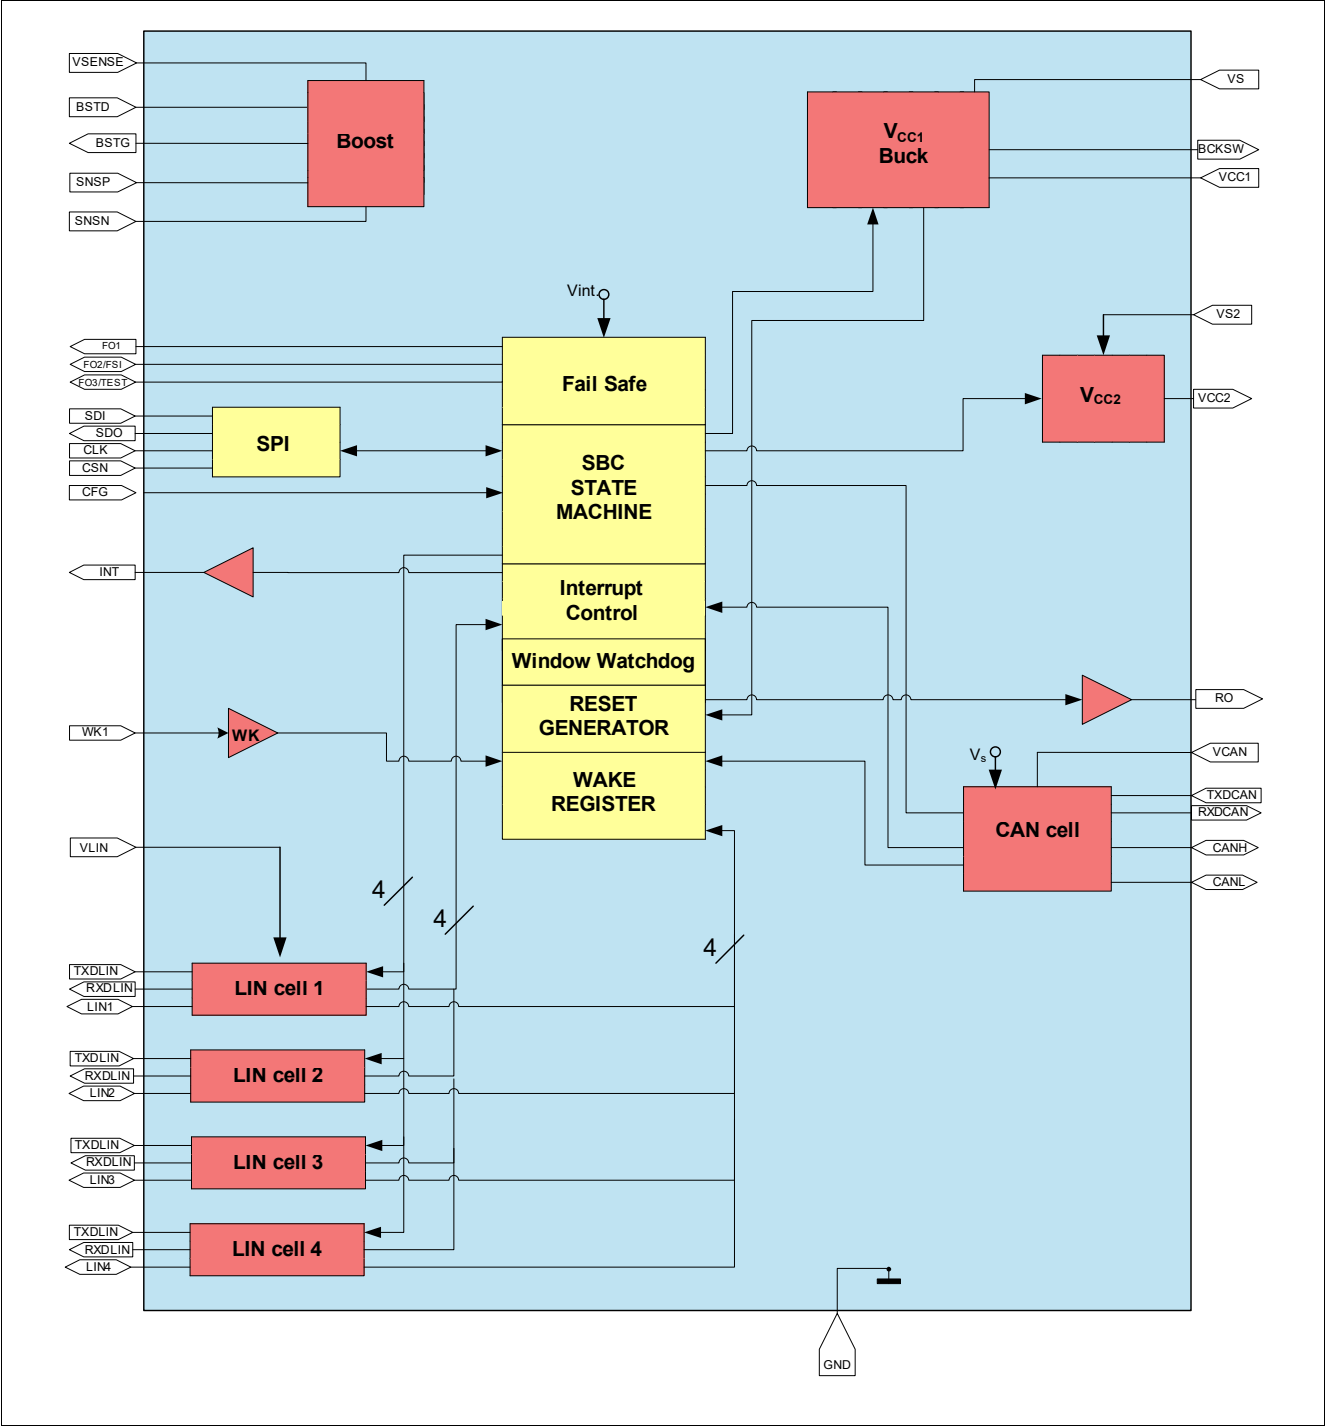 VSENSE
BSTD
BSTG
SNSP
SNSN
Boost
VCC1
Buck
VS
BCKSW
VCC1
Vint.
VS2
VCC2
VCC2
FO1
FO2/FSI
FO3/TEST
SDI
SDO
CLK
CSN
CFG
SPI
Fail Safe
SBC
STATE
MACHINE
INT
Interrupt
Control
Window Watchdog
RESET
GENERATOR
WAKE
REGISTER
RO
WK1
WK
Vs
VCAN
TXDCAN
RXDCAN
CANH
CANL
CAN cell
VLIN
4
4
4
TXDLIN
RXDLIN
LIN1
LIN cell 1
TXDLIN
RXDLIN
LIN2
LIN cell 2
TXDLIN
RXDLIN
LIN3
LIN cell 3
TXDLIN
RXDLIN
LIN4
LIN cell 4
GND